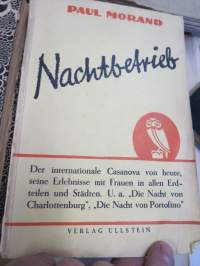 PAUL MORAND
Nachtbetrieb
Der internationale Casanova von heute,
seine Erlebnisse mit Frauen in allen Erd-
teilen und Städten. U. a. „Die Nacht von
Charlottenburg", „Die Nacht von Portofino"
VERLAG ULLSTEIN